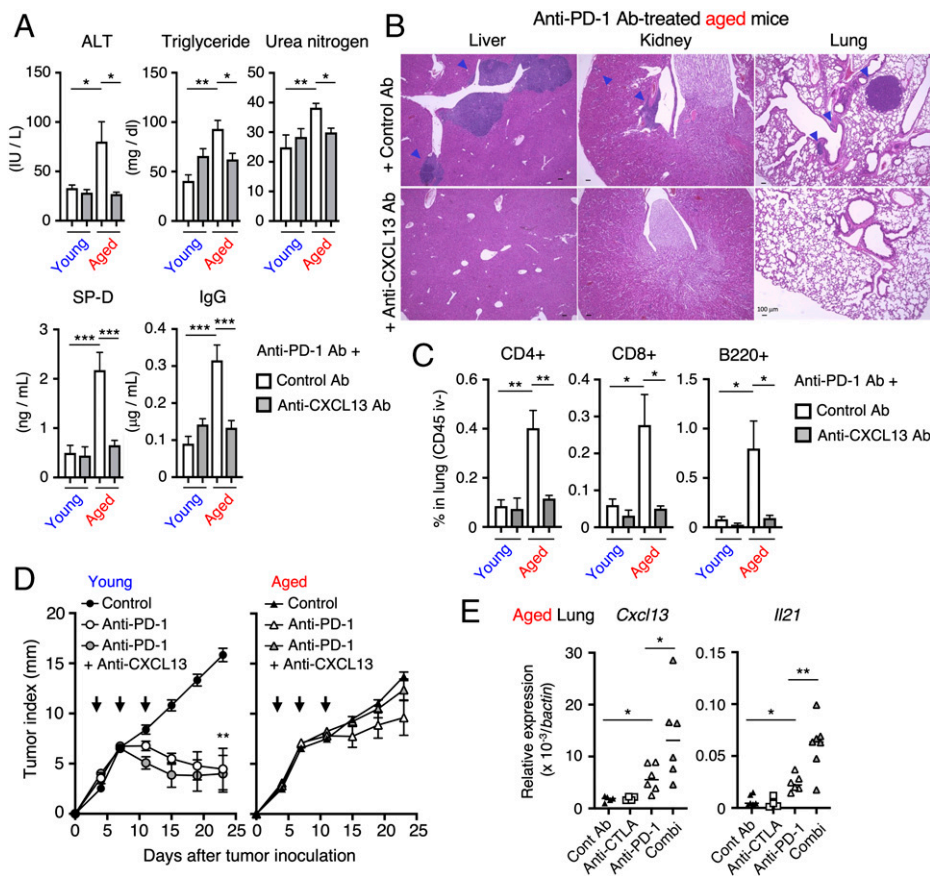 A
ALT
Triglyceride
Urea nitrogen
* *
** *
** *
(IU / L)
150
100
50
0
(mg / dl)
150
100
50
0
50
40
30
20
10
0
Young Aged
Young Aged
Young Aged
SP-D
IgG
*** ***
*** ***
(ng / mL)
3
2
1
0
(μg / mL)
0.4
0.3
0.2
0.1
0
Young Aged
Young Aged
Anti-PD-1 Ab +
Control Ab
Anti-CXCL13 Ab
B
Anti-PD-1 Ab-treated aged mice
Liver
Kidney
Lung
+ Control Ab
+ Anti-CXCL13 Ab
100 μm
C
CD4+
CD8+
B220+
** **
* *
* *
% in lung (CD45 iv-)
0.6
0.4
0.2
0
0.4
0.3
0.2
0.1
0
1.5
1.0
0.5
0
Young Aged
Young Aged
Young Aged
Anti-PD-1 Ab +
Control Ab
Anti-CXCL13 Ab
D
Young
Control
Anti-PD-1
Anti-PD-1
+ Anti-CXCL13
Aged
Control
Anti-PD-1
Anti-PD-1
+ Anti-CXCL13
Tumor index (mm)
20
15
10
5
0
**
0 5 10 15 20 25
0 5 10 15 20 25
Days after tumor inoculation
E
Aged Lung
Cxcl13
Il21
Relative expression
(x 10-³/bactin)
30
20
10
0
* *
0.15
0.10
0.05
0
* **
Cont Ab
Anti-CTLA
Anti-PD-1
Combi
Cont Ab
Anti-CTLA
Anti-PD-1
Combi